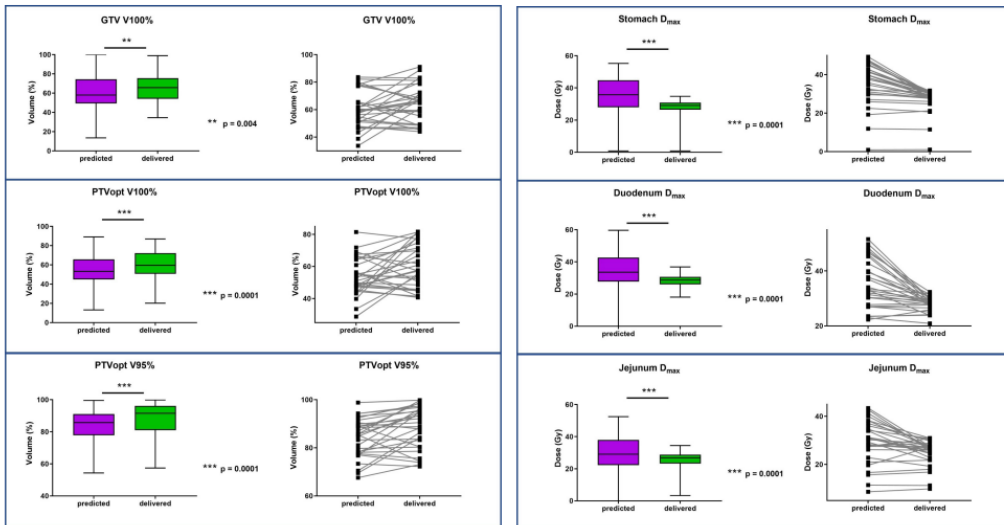 GTV V100%
Volume (%)
100
80
60
40
20
0
**
predicted
delivered
** p = 0.004
Volume (%)
100
80
60
40
predicted
delivered
PTVopt V100%
Volume (%)
100
80
60
40
20
0
***
predicted
delivered
*** p = 0.0001
PTVopt V100%
80
60
40
predicted
delivered
PTVopt V95%
Volume (%)
100
80
60
40
***
predicted
delivered
*** p = 0.0001
PTVopt V95%
Volume (%)
100
80
60
predicted
delivered
Stomach Dmax
Dose (Gy)
60
40
20
0
***
predicted
delivered
*** p = 0.0001
Stomach Dmax
Dose (Gy)
40
20
0
predicted
delivered
Duodenum Dmax
Dose (Gy)
60
40
20
0
***
predicted
delivered
*** p = 0.0001
Duodenum Dmax
Dose (Gy)
40
20
predicted
delivered
Jejunum Dmax
Dose (Gy)
80
60
40
20
0
***
predicted
delivered
*** p = 0.0001
Jejunum Dmax
Dose (Gy)
40
20
predicted
delivered